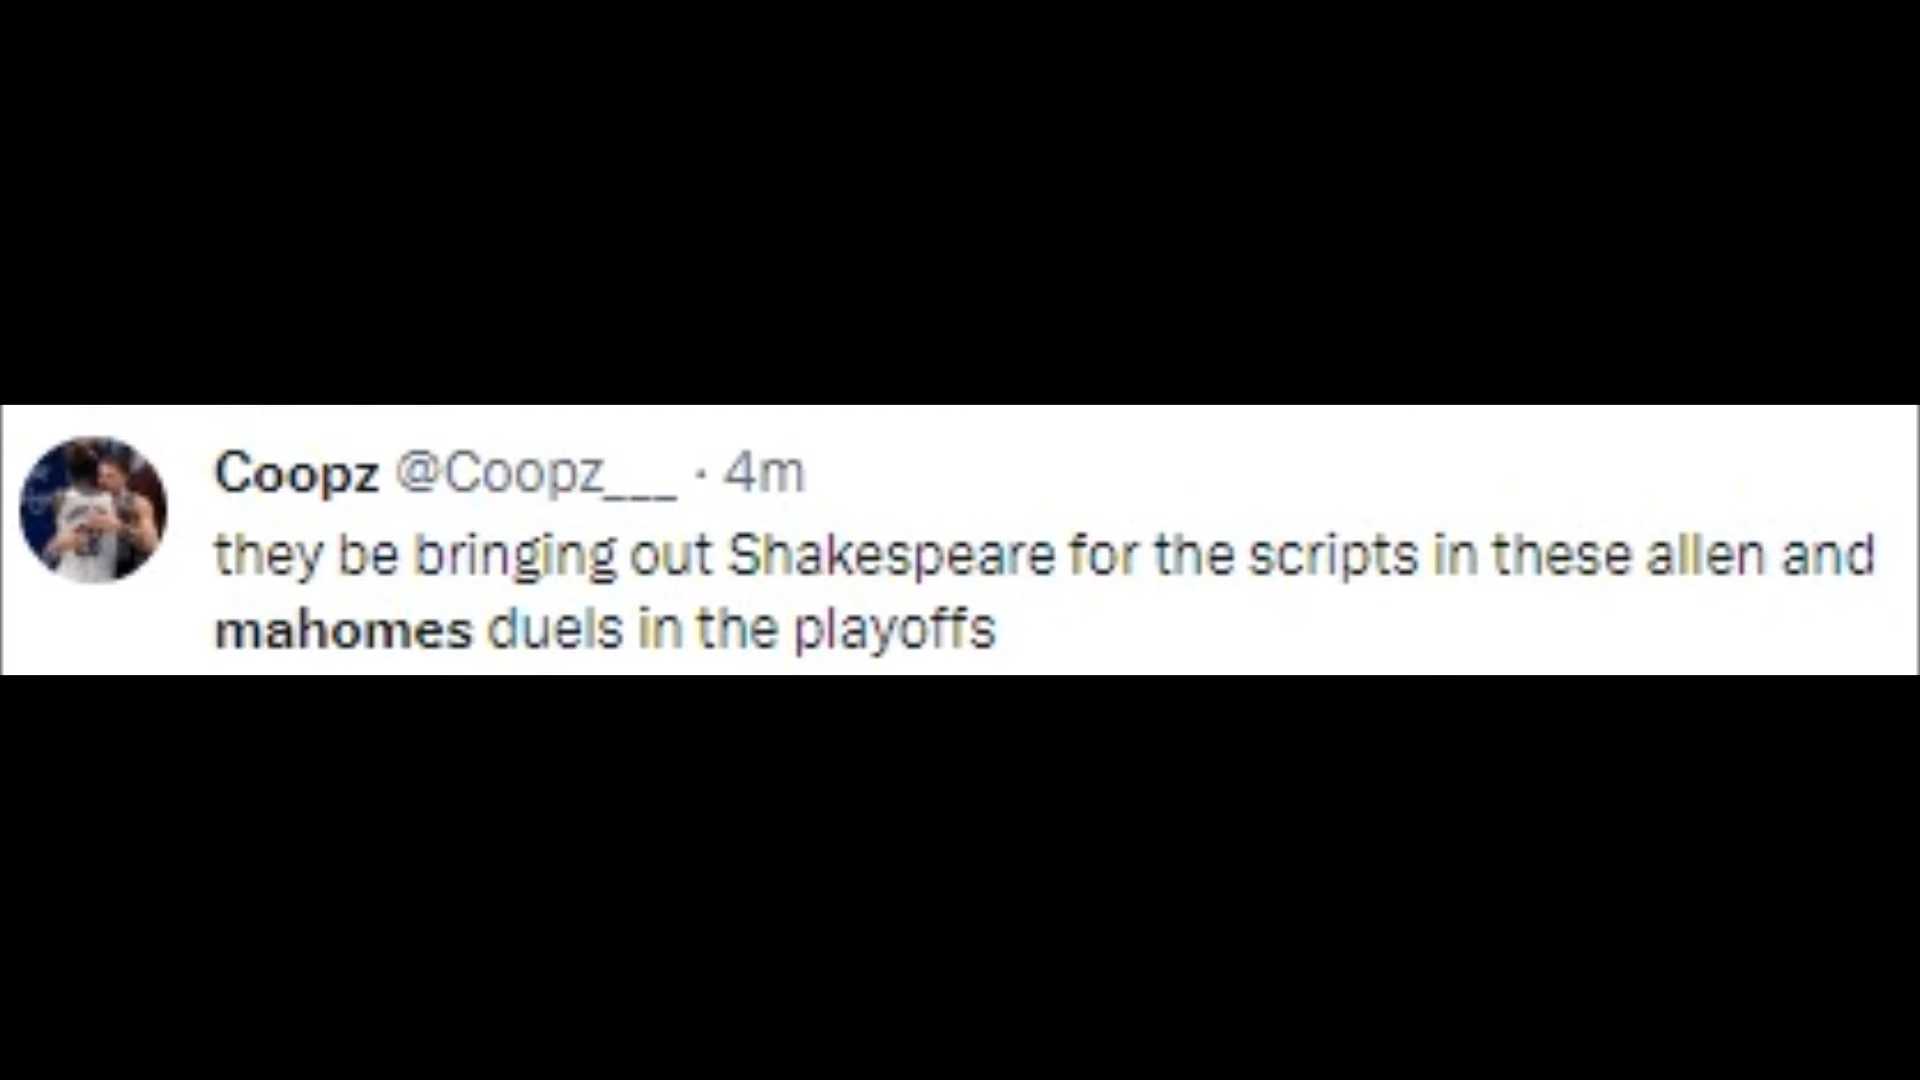 Coopz @Coopz___ · 4m
they be bringing out Shakespeare for the scripts in these allen and
mahomes duels in the playoffs